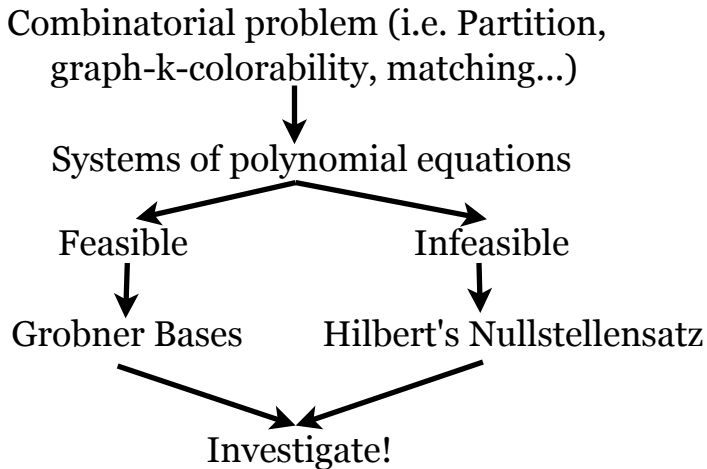 Combinatorial problem (i.e. Partition,
graph-k-colorability, matching...)
Systems of polynomial equations
Feasible Infeasible
Grobner Bases Hilbert's Nullstellensatz
Investigate!